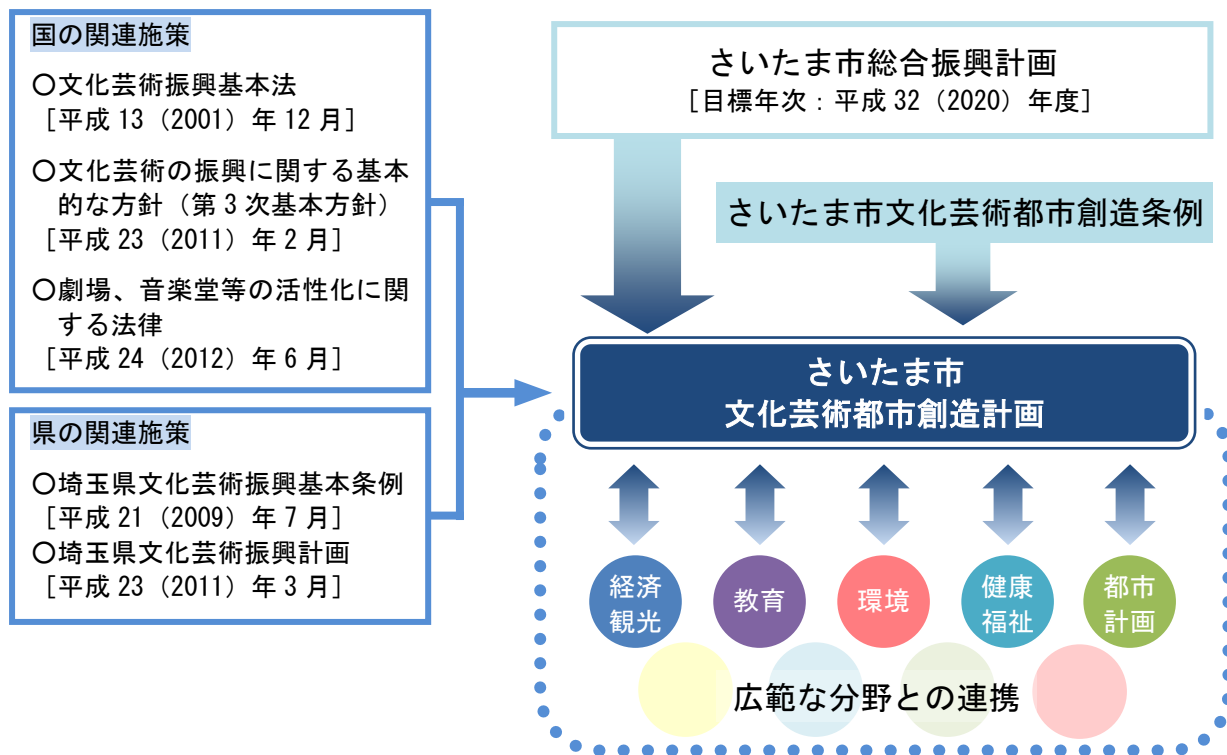 国の関連施策
○文化芸術振興基本法
［平成 13（2001）年 12 月］
○文化芸術の振興に関する基本
的な方針（第 3 次基本方針）
［平成 23（2011）年 2 月］
○劇場、音楽堂等の活性化に関
する法律
［平成 24（2012）年 6 月］
県の関連施策
○埼玉県文化芸術振興基本条例
［平成 21（2009）年 7 月］
○埼玉県文化芸術振興計画
［平成 23（2011）年 3 月］
さいたま市総合振興計画
［目標年次：平成 32（2020）年度］
さいたま市文化芸術都市創造条例
さいたま市
文化芸術都市創造計画
経済
観光
教育
環境
健康
福祉
都市
計画
広範な分野との連携